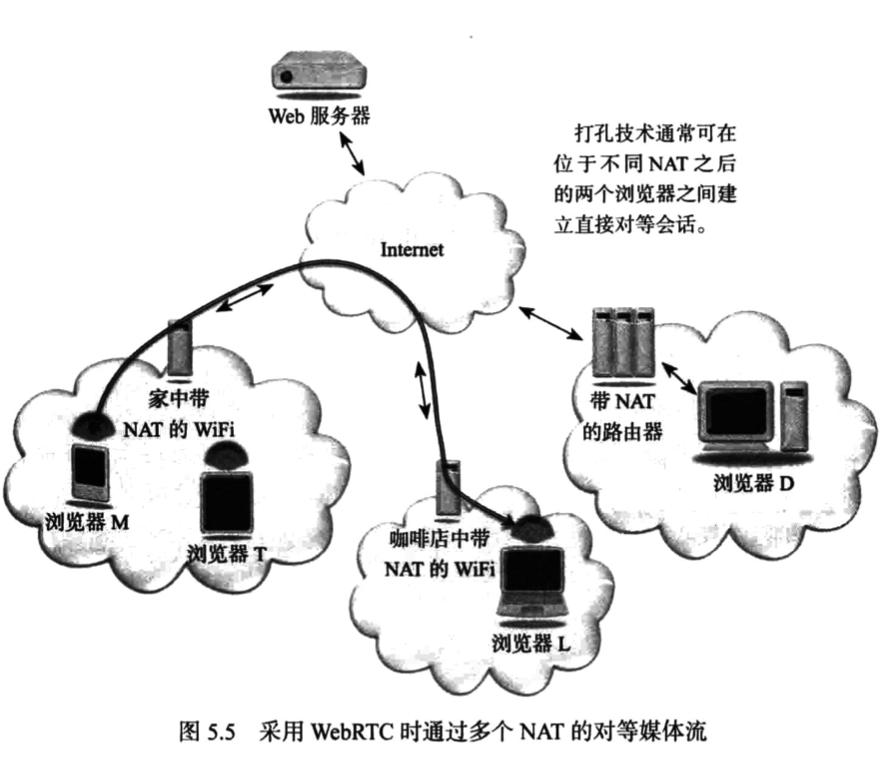 Web 服务器
打孔技术通常可在
位于不同 NAT 之后
的两个浏览器之间建
立直接对等会话。
Internet
家中带
NAT 的 WiFi
浏览器 M
浏览器 T
带 NAT
的路由器
浏览器 D
咖啡店中带
NAT 的 WiFi
浏览器 L
图 5.5 采用 WebRTC 时通过多个 NAT 的对等媒体流